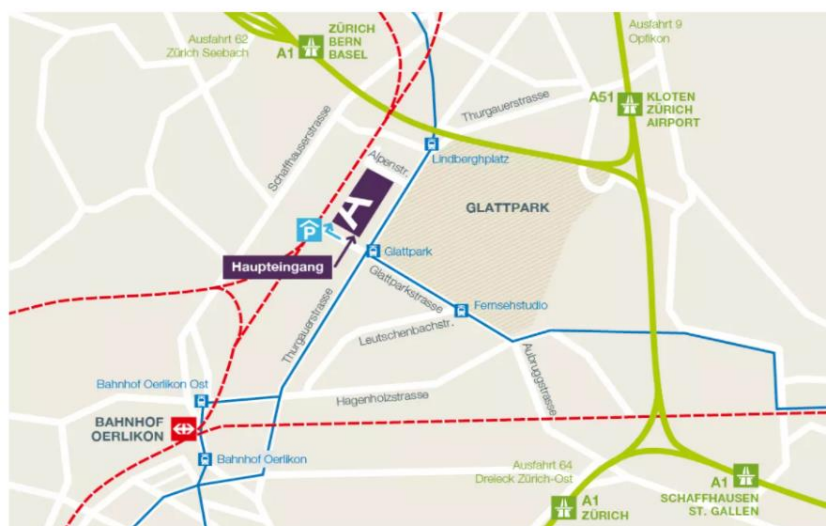 Ausfahrt 62
Zürich Seebach
A1
ZÜRICH
BERN
BASEL
Ausfahrt 9
Opfikon
A51
KLOTEN
ZÜRICH
AIRPORT
Thurgauerstrasse
Schaffhauserstrasse
Alpenstr.
Lindberghplatz
A
GLATTPARK
P
Haupteingang
Glattpark
Glattparkstrasse
Fernsehstudio
Thurgauerstrasse
Leutschenbachstr.
Aubruggstrasse
Bahnhof Oerlikon Ost
Hagenholzstrasse
BAHNHOF
OERLIKON
Bahnhof Oerlikon
Ausfahrt 64
Dreieck Zürich-Ost
A1
ZÜRICH
A1
SCHAFFHAUSEN
ST. GALLEN